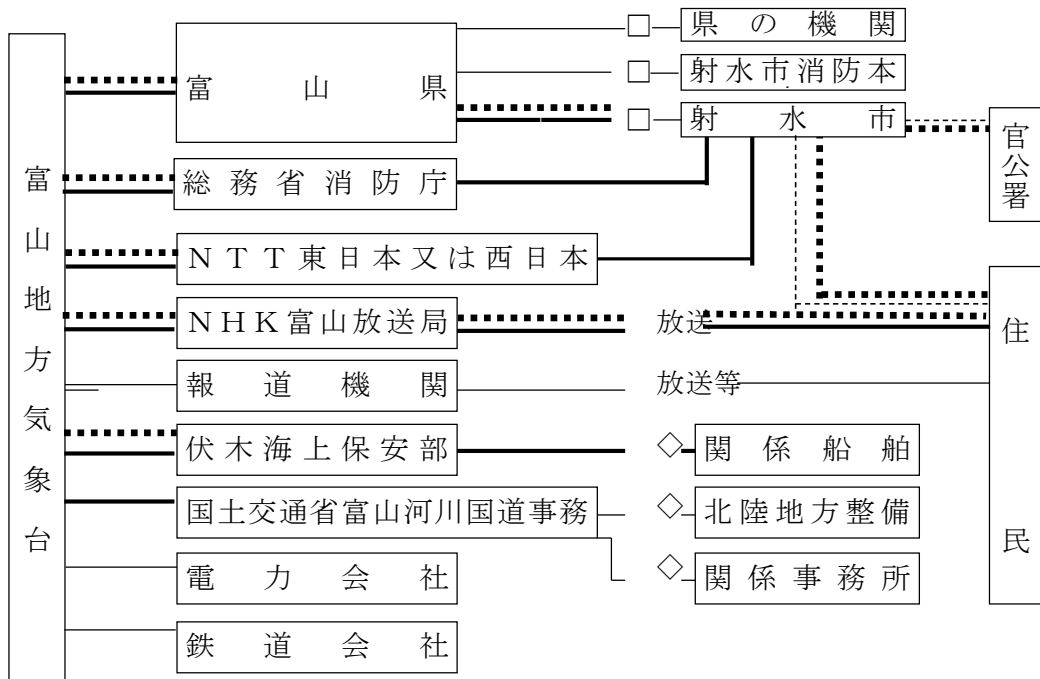 富山地方気象台
富山県
総務省消防庁
NTT東日本又は西日本
NHK富山放送局
報道機関
伏木海上保安部
国土交通省富山河川国道事務
電力会社
鉄道会社
□
県の機関
□
射水市消防本
□
射水市
放送
放送等
◇
関係船舶
◇
北陸地方整備
◇
関係事務所
官公署
住民